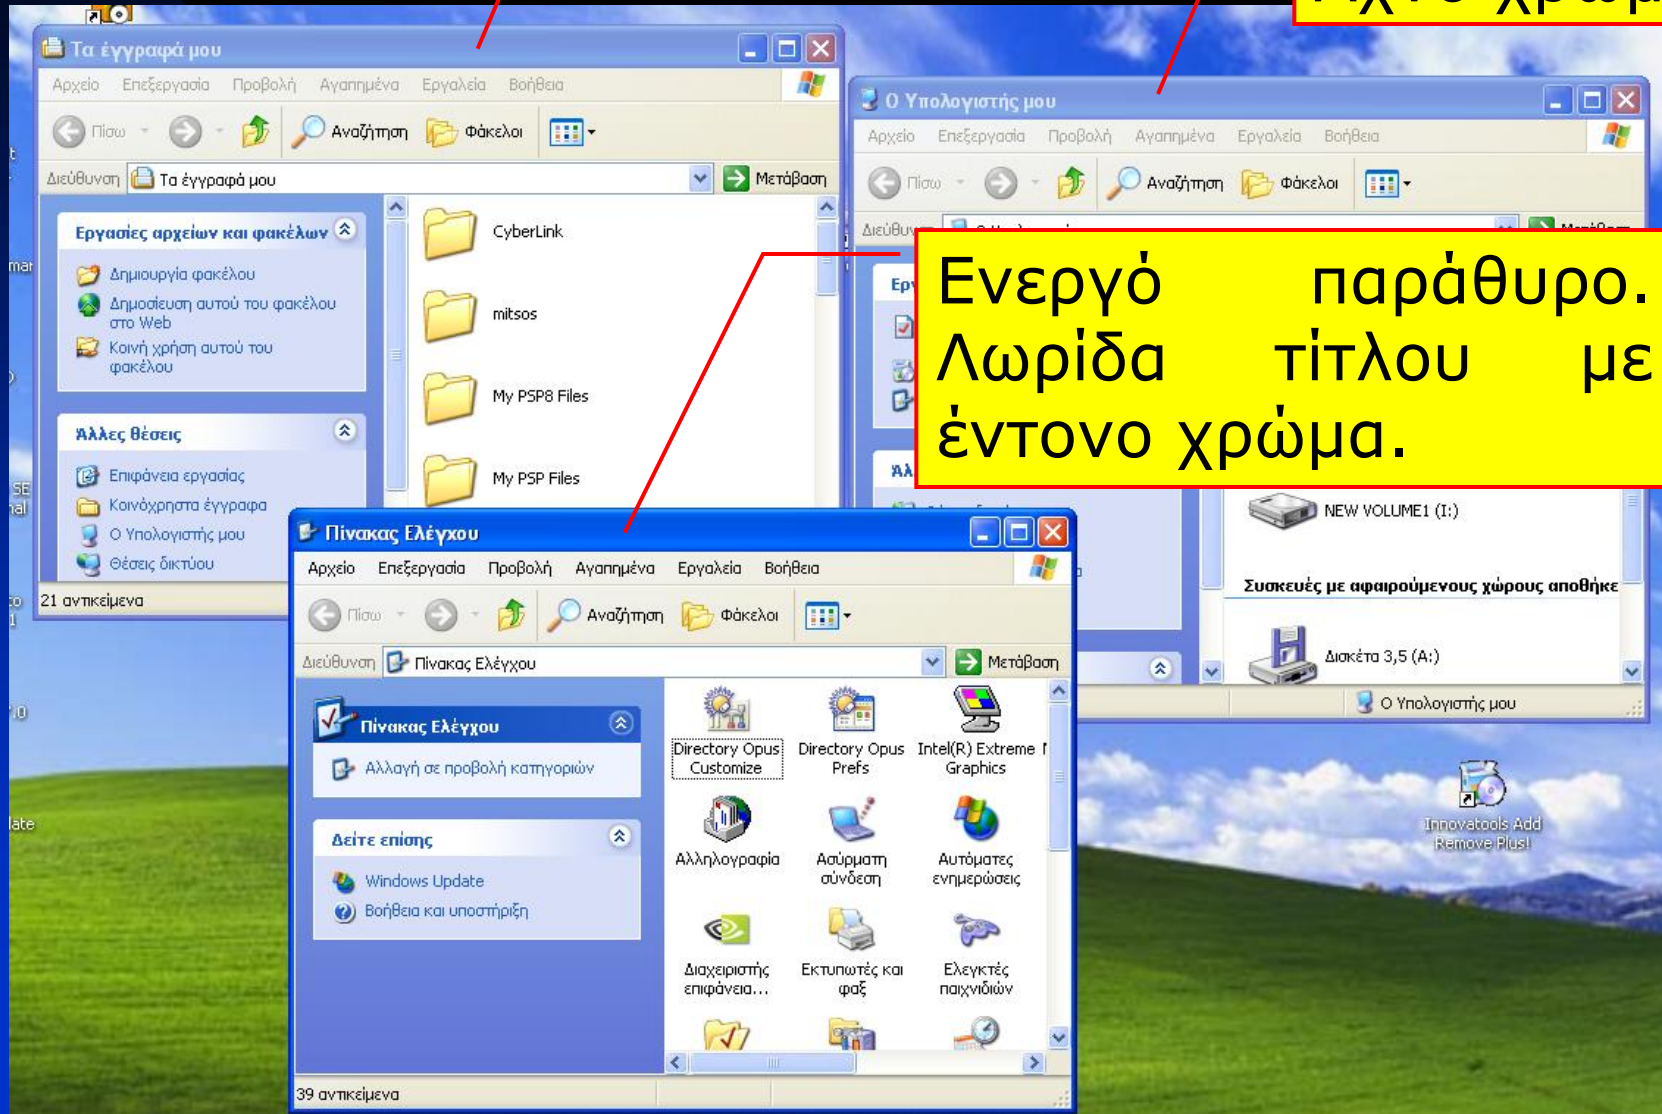 Τα έγγραφά μου
Αρχείο Επεξεργασία Προβολή Αγαπημένα Εργαλεία Βοήθεια
Πίσω Αναζήτηση Φάκελοι
Διεύθυνση Τα έγγραφά μου Μετάβαση
Εργασίες αρχείων και φακέλων
Δημιουργία φακέλου
Δημοσίευση αυτού του φακέλου
στο Web
Κοινή χρήση αυτού του
φακέλου
Άλλες θέσεις
Επιφάνεια εργασίας
Κοινόχρηστα έγγραφα
Ο Υπολογιστής μου
Θέσεις δικτύου
CyberLink
mitsos
My PSP8 Files
My PSP Files
21 αντικείμενα
Ο Υπολογιστής μου
Αρχείο Επεξεργασία Προβολή Αγαπημένα Εργαλεία Βοήθεια
Πίσω Αναζήτηση Φάκελοι
Ενεργό παράθυρο.
Λωρίδα τίτλου με
έντονο χρώμα.
NEW VOLUME1 (I:)
Συσκευές με αφαιρούμενους χώρους αποθήκε
Δισκέτα 3,5 (A:)
Ο Υπολογιστής μου
Πίνακας Ελέγχου
Αρχείο Επεξεργασία Προβολή Αγαπημένα Εργαλεία Βοήθεια
Πίσω Αναζήτηση Φάκελοι
Διεύθυνση Πίνακας Ελέγχου Μετάβαση
Πίνακας Ελέγχου
Αλλαγή σε προβολή κατηγοριών
Δείτε επίσης
Windows Update
Βοήθεια και υποστήριξη
Directory Opus
Customize
Directory Opus
Prefs
Intel(R) Extreme
Graphics
Αλληλογραφία
Ασύρματη
σύνδεση
Αυτόματες
ενημερώσεις
Διαχειριστής
επιφάνεια...
Εκτυπωτές και
φαξ
Ελεγκτές
παιχνιδιών
39 αντικείμενα
Innovatools Add
Remove Plus!